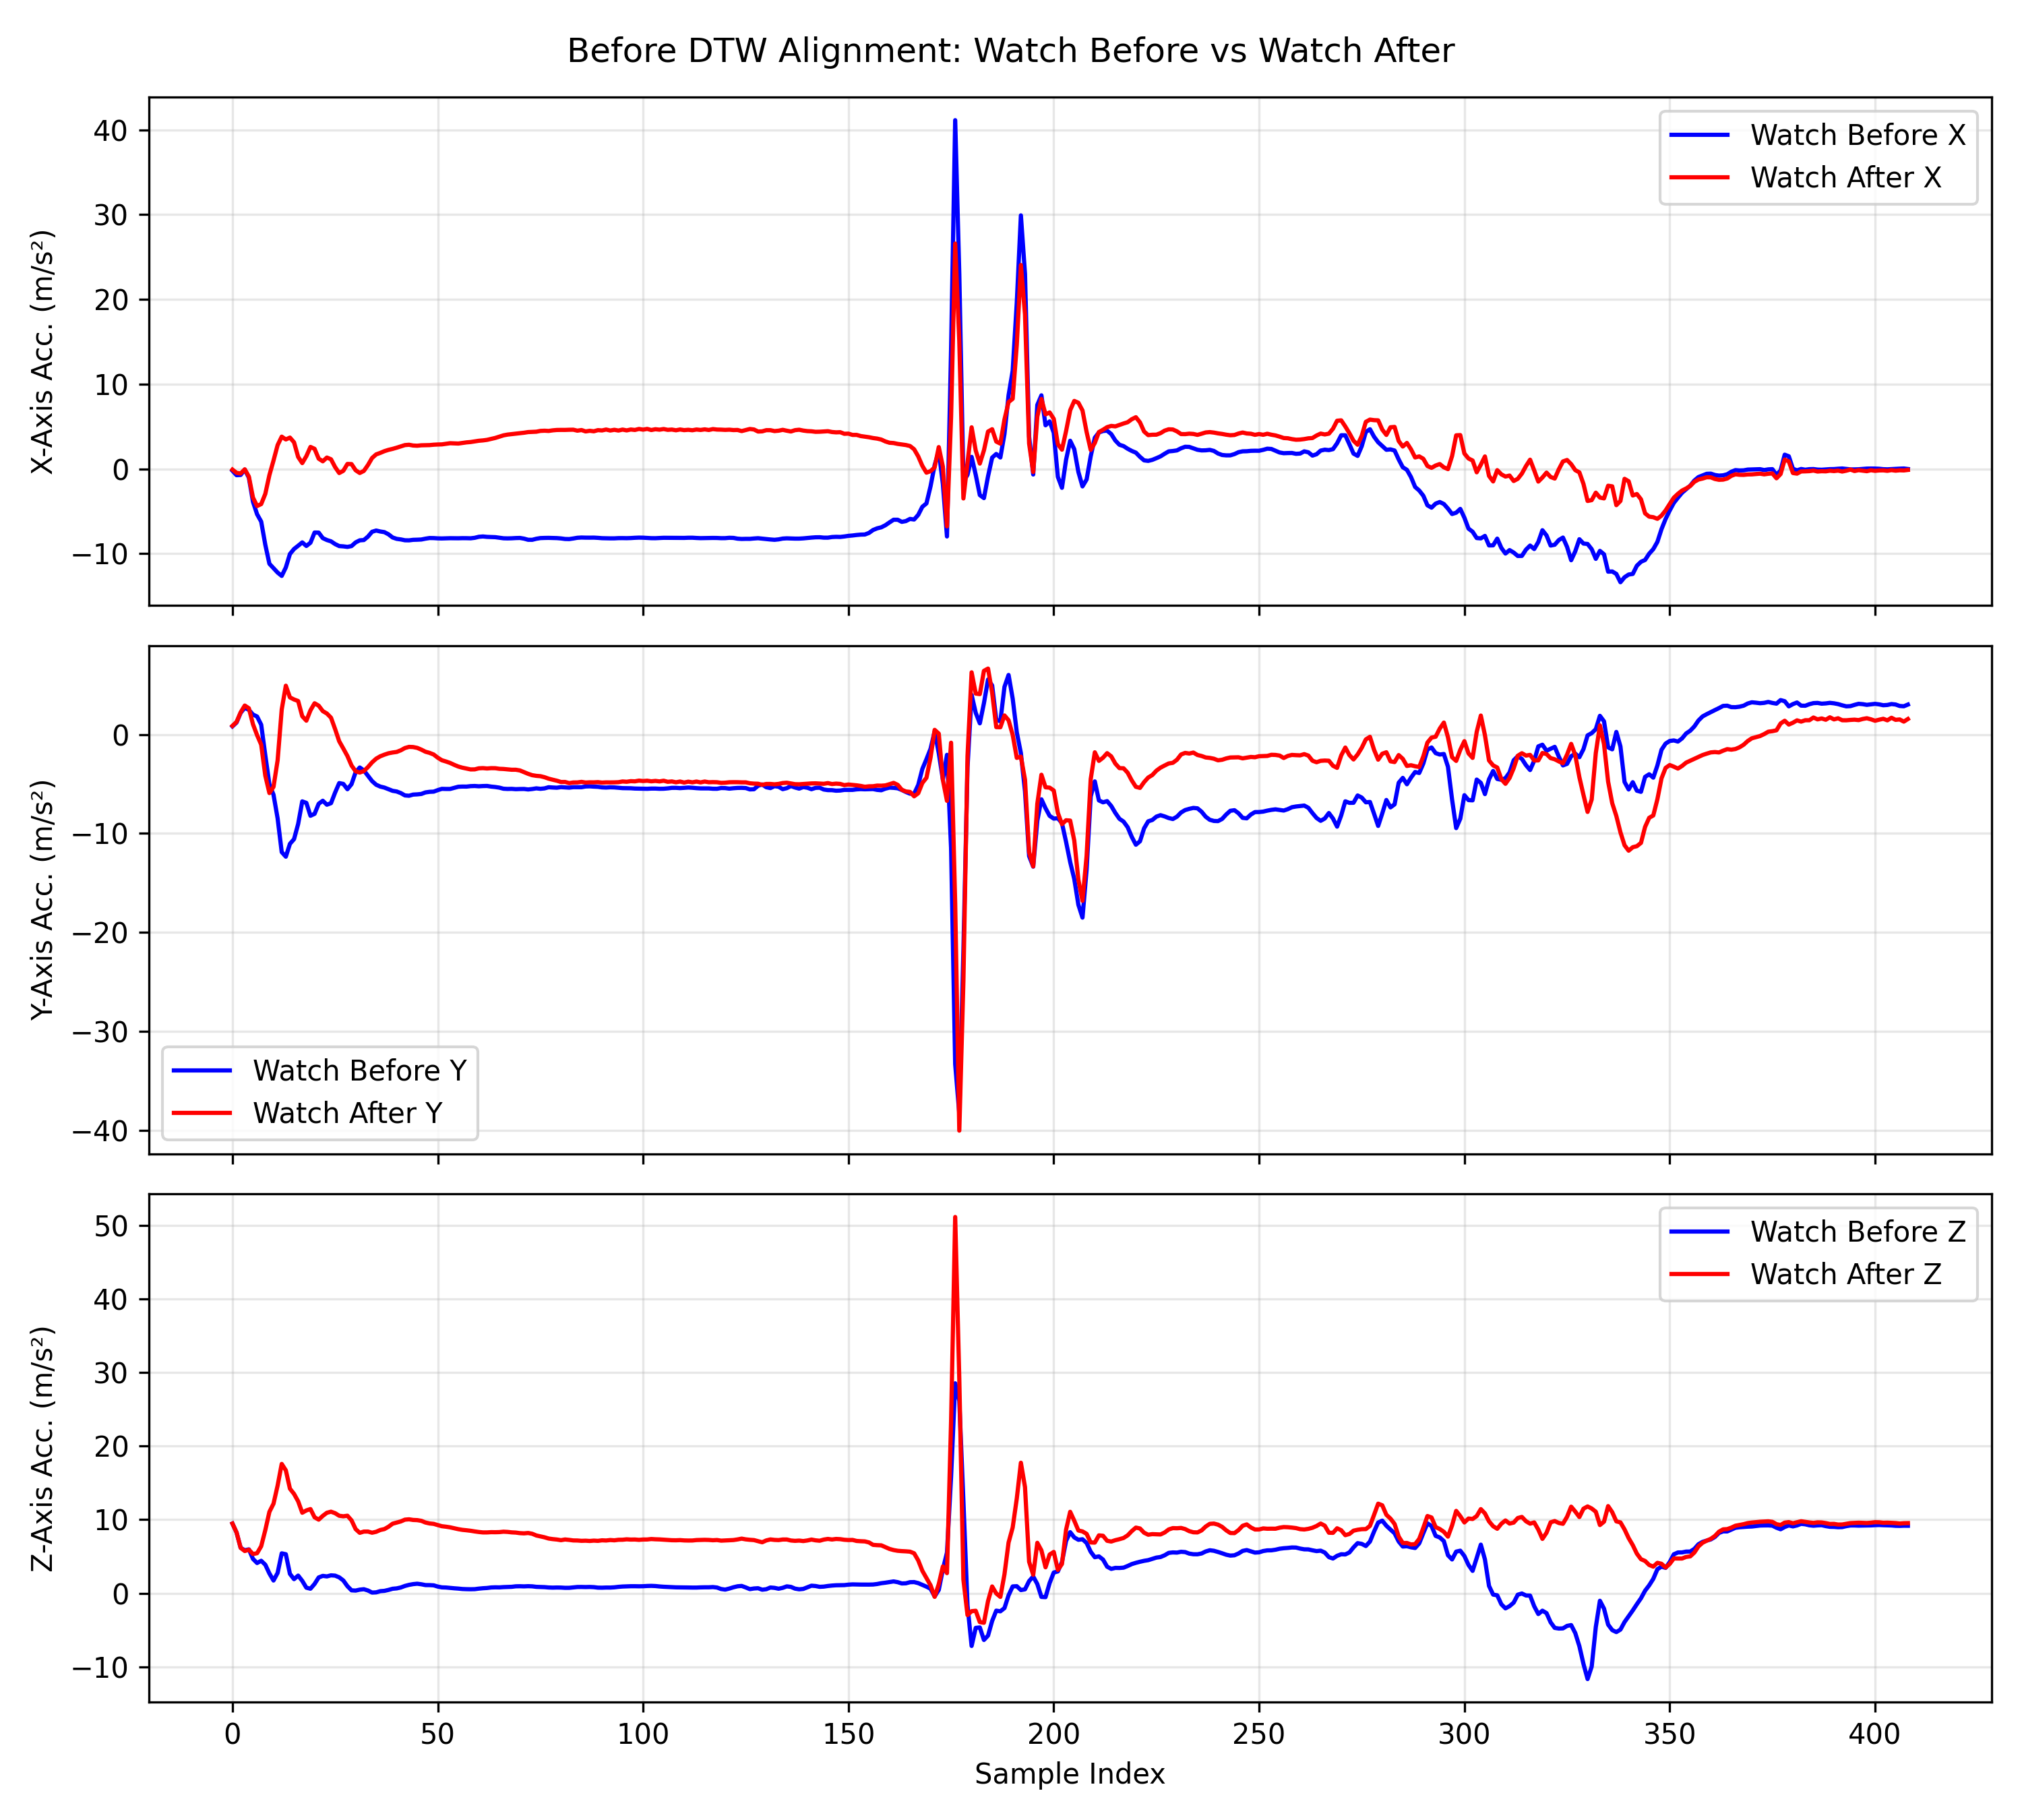 Before DTW Alignment: Watch Before vs Watch After
X-Axis Acc. (m/s²)
40
30
20
10
0
−10
Watch Before X
Watch After X
Y-Axis Acc. (m/s²)
0
−10
−20
−30
−40
Watch Before Y
Watch After Y
Z-Axis Acc. (m/s²)
50
40
30
20
10
0
−10
Watch Before Z
Watch After Z
0 50 100 150 200 250 300 350 400
Sample Index